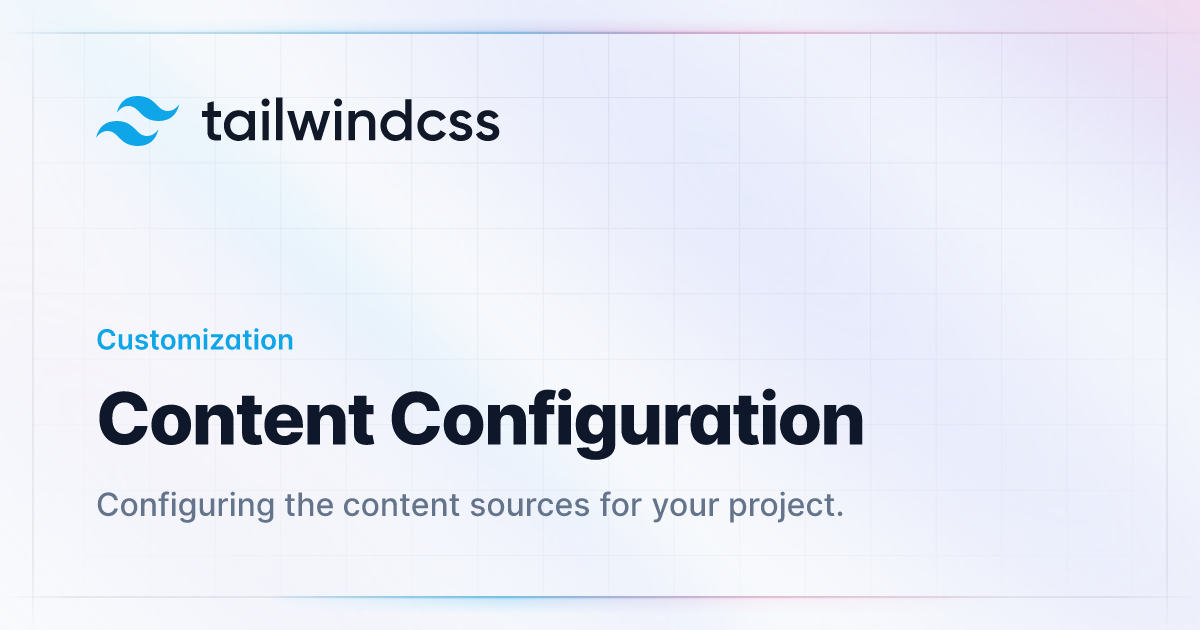 tailwindcss
Customization
Content Configuration
Configuring the content sources for your project.